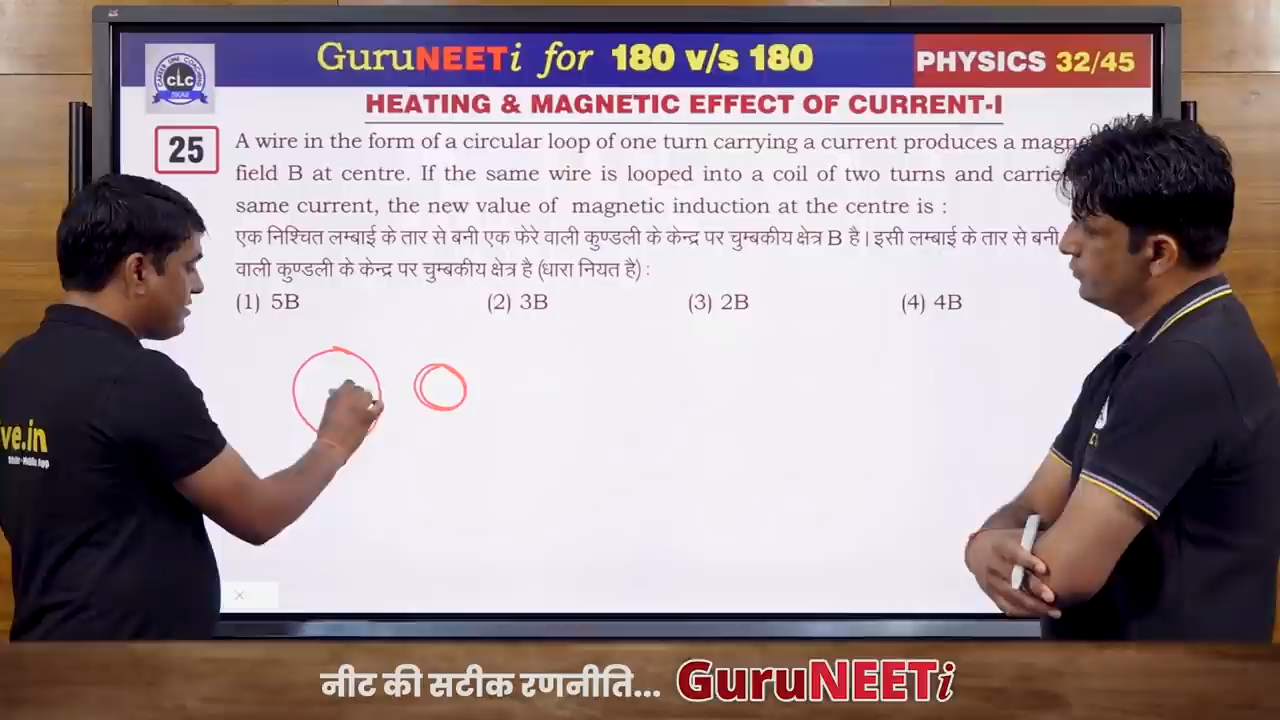 GuruNEETi for 180 v/s 180
PHYSICS 32/45
CLC
HEATING & MAGNETIC EFFECT OF CURRENT-I
25
A wire in the form of a circular loop of one turn carrying a current produces a
field B at centre. If the same wire is looped into a coil of two turns and
same current, the new value of magnetic induction at the centre is :
एक निश्चित लम्बाई के तार से बनी एक फेरे वाली कुण्डली के केन्द्र पर चुम्बकीय क्षेत्र B है। इसी लम्बाई के तार से बनी
वाली कुण्डली के केन्द्र पर चुम्बकीय क्षेत्र है (धारा नियत है) :
(1) 5B (2) 3B (3) 2B (4) 4B
ve.in
नीट की सटीक रणनीति... GuruNEETi